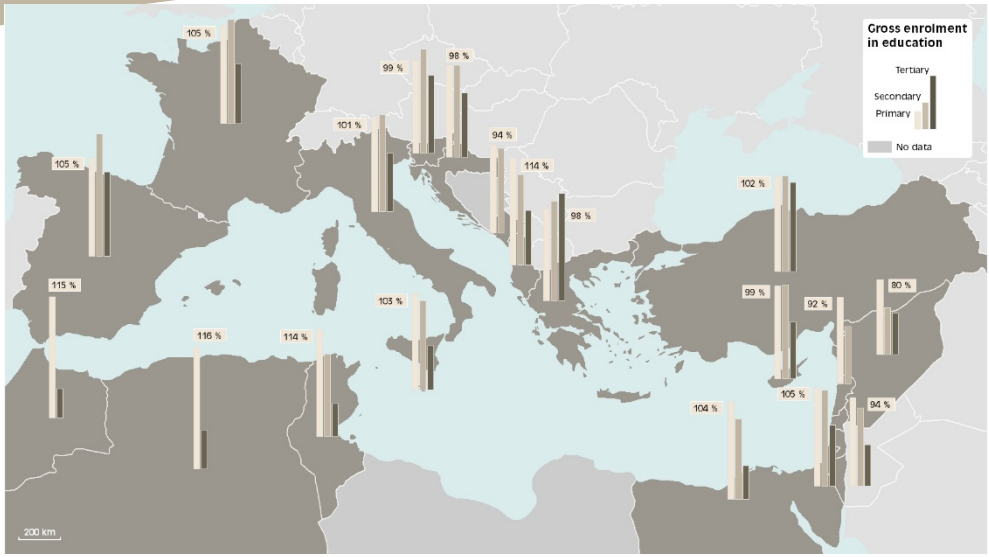 Gross enrolment
in education
Tertiary
Secondary
Primary
No data
105 %
99 %
98 %
101 %
94 %
105 %
114 %
102 %
98 %
115 %
99 %
92 %
80 %
103 %
116 %
114 %
105 %
104 %
94 %
200 km